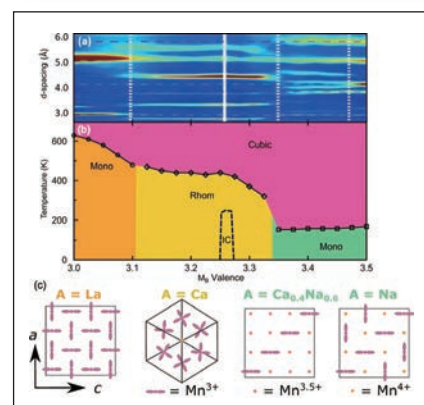 (a)
d-spacing (Å)
6.0
5.0
4.0
3.0
(b)
Temperature (K)
600
400
200
0
Cubic
Mono
Rhom
IC
Mono
3.0 3.1 3.2 3.3 3.4 3.5
M_B Valence
(c)
A = La A = Ca A = Ca0.4Na0.6 A = Na
a
c
= Mn3+ = Mn3.5+ = Mn4+